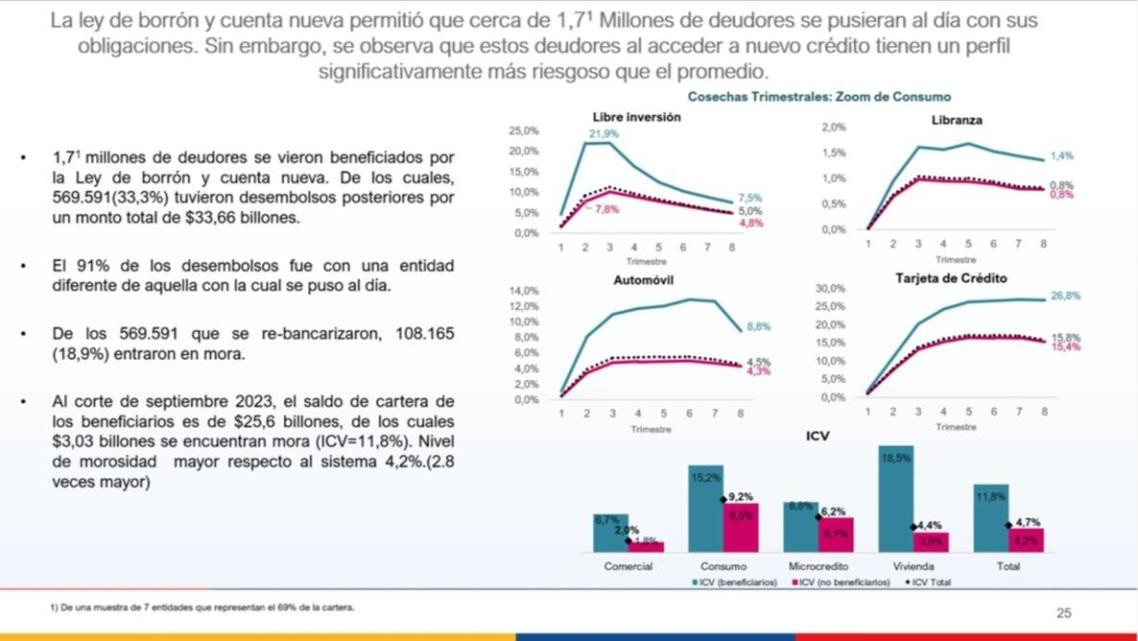 La ley de borrón y cuenta nueva permitió que cerca de 1,7¹ Millones de deudores se pusieran al día con sus
obligaciones. Sin embargo, se observa que estos deudores al acceder a nuevo crédito tienen un perfil
significativamente más riesgoso que el promedio.
• 1,7¹ millones de deudores se vieron beneficiados por
la Ley de borrón y cuenta nueva. De los cuales,
569.591(33,3%) tuvieron desembolsos posteriores por
un monto total de $33,66 billones.
• El 91% de los desembolsos fue con una entidad
diferente de aquella con la cual se puso al día.
• De los 569.591 que se re-bancarizaron, 108.165
(18,9%) entraron en mora.
• Al corte de septiembre 2023, el saldo de cartera de
los beneficiarios es de $25,6 billones, de los cuales
$3,03 billones se encuentran mora (ICV=11,8%). Nivel
de morosidad mayor respecto al sistema 4,2%.(2.8
veces mayor)
Cosechas Trimestrales: Zoom de Consumo
Libre inversión
25,0%
20,0%
15,0%
10,0%
5,0%
0,0%
21,9%
7,8%
7,5%
5,0%
4,8%
1 2 3 4 5 6 7 8
Trimestre
Libranza
2,0%
1,5%
1,0%
0,5%
0,0%
1,4%
0,8%
0,8%
1 2 3 4 5 6 7 8
Trimestre
Automóvil
14,0%
12,0%
10,0%
8,0%
6,0%
4,0%
2,0%
0,0%
8,8%
4,5%
4,3%
1 2 3 4 5 6 7 8
Trimestre
Tarjeta de Crédito
30,0%
25,0%
20,0%
15,0%
10,0%
5,0%
0,0%
26,8%
15,8%
15,4%
1 2 3 4 5 6 7 8
Trimestre
ICV
6,7%
2,0%
1,8%
15,2%
9,2%
8,5%
8,8%
6,2%
6,1%
18,5%
4,4%
3,5%
11,8%
4,7%
4,2%
Comercial Consumo Microcredito Vivienda Total
ICV (beneficiarios) ICV (no beneficiarios) ICV Total
1) De una muestra de 7 entidades que representan el 69% de la cartera.
25